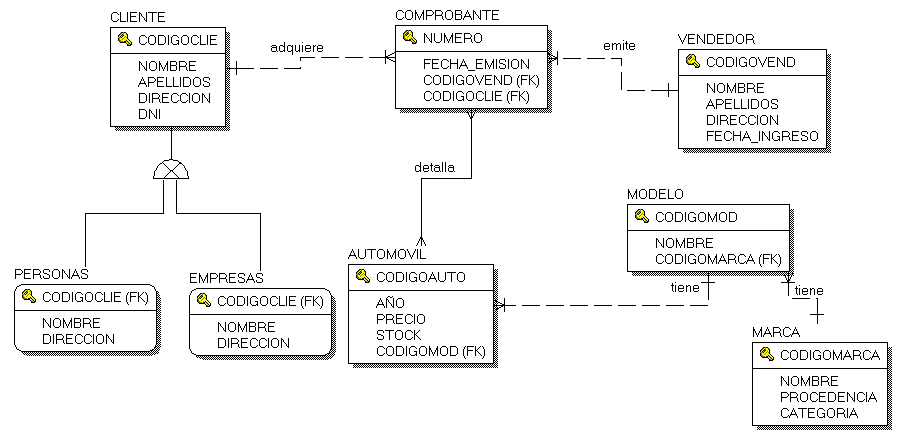 CLIENTE
CODIGOCLIE
NOMBRE
APELLIDOS
DIRECCION
DNI
adquiere
COMPROBANTE
NUMERO
FECHA_EMISION
CODIGOVEND (FK)
CODIGOCLIE (FK)
emite
VENDEDOR
CODIGOVEND
NOMBRE
APELLIDOS
DIRECCION
FECHA_INGRESO
detalla
PERSONAS
CODIGOCLIE (FK)
NOMBRE
DIRECCION
EMPRESAS
CODIGOCLIE (FK)
NOMBRE
DIRECCION
AUTOMOVIL
CODIGOAUTO
AÑO
PRECIO
STOCK
CODIGOMOD (FK)
MODELO
CODIGOMOD
NOMBRE
CODIGOMARCA (FK)
tiene
tiene
MARCA
CODIGOMARCA
NOMBRE
PROCEDENCIA
CATEGORIA